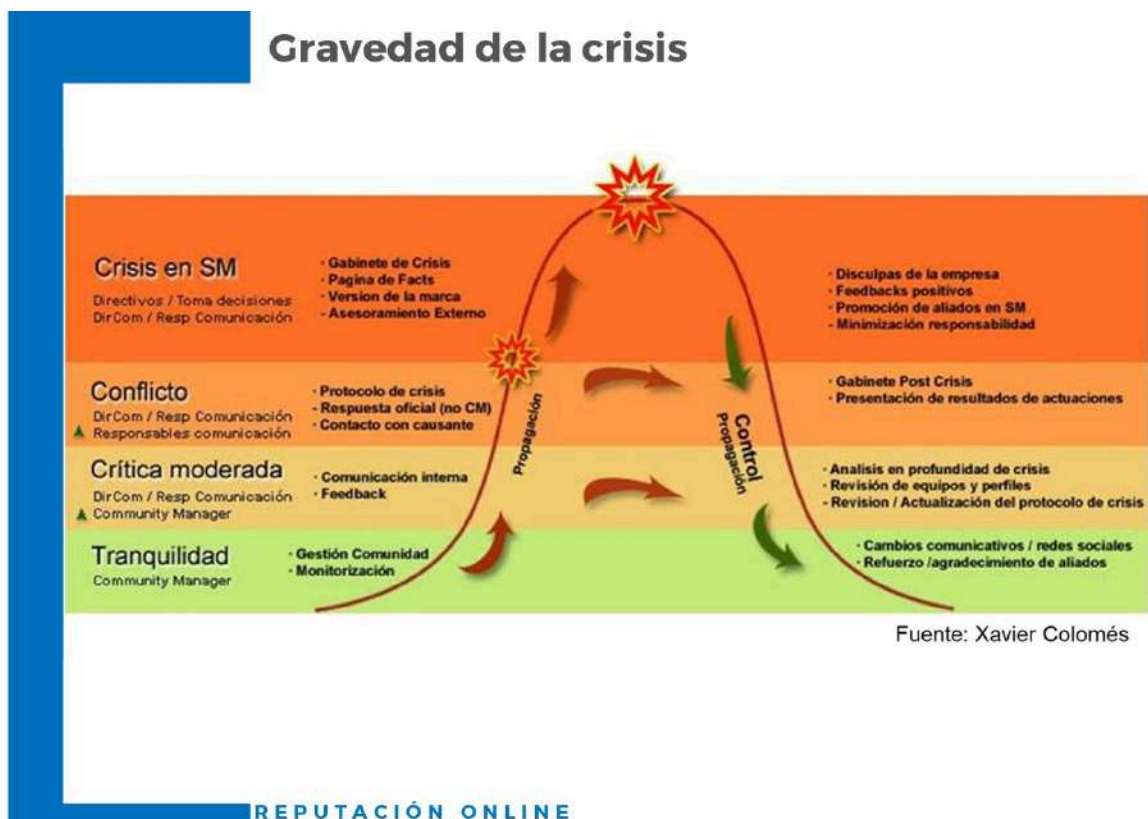 Gravedad de la crisis
Crisis en SM
Directivos / Toma decisiones
DirCom / Resp Comunicación
· Gabinete de Crisis
· Pagina de Facts
· Version de la marca
- Asesoramiento Externo
· Disculpas de la empresa
· Feedbacks positivos
· Promoción de aliados en SM
- Minimización responsabilidad
Conflicto
DirCom / Resp Comunicación
Responsables comunicación
· Protocolo de crisis
- Respuesta oficial (no CM)
· Contacto con causante
Propagación
Control
Propagación
· Gabinete Post Crisis
· Presentación de resultados de actuaciones
Crítica moderada
DirCom / Resp Comunicación
Community Manager
· Comunicación interna
· Feedback
· Analisis en profundidad de crisis
· Revisión de equipos y perfiles
- Revision / Actualización del protocolo de crisis
Tranquilidad
Community Manager
· Gestión Comunidad
· Monitorización
· Cambios comunicativos / redes sociales
· Refuerzo /agradecimiento de aliados
Fuente: Xavier Colomés
REPUTACIÓN ONLINE